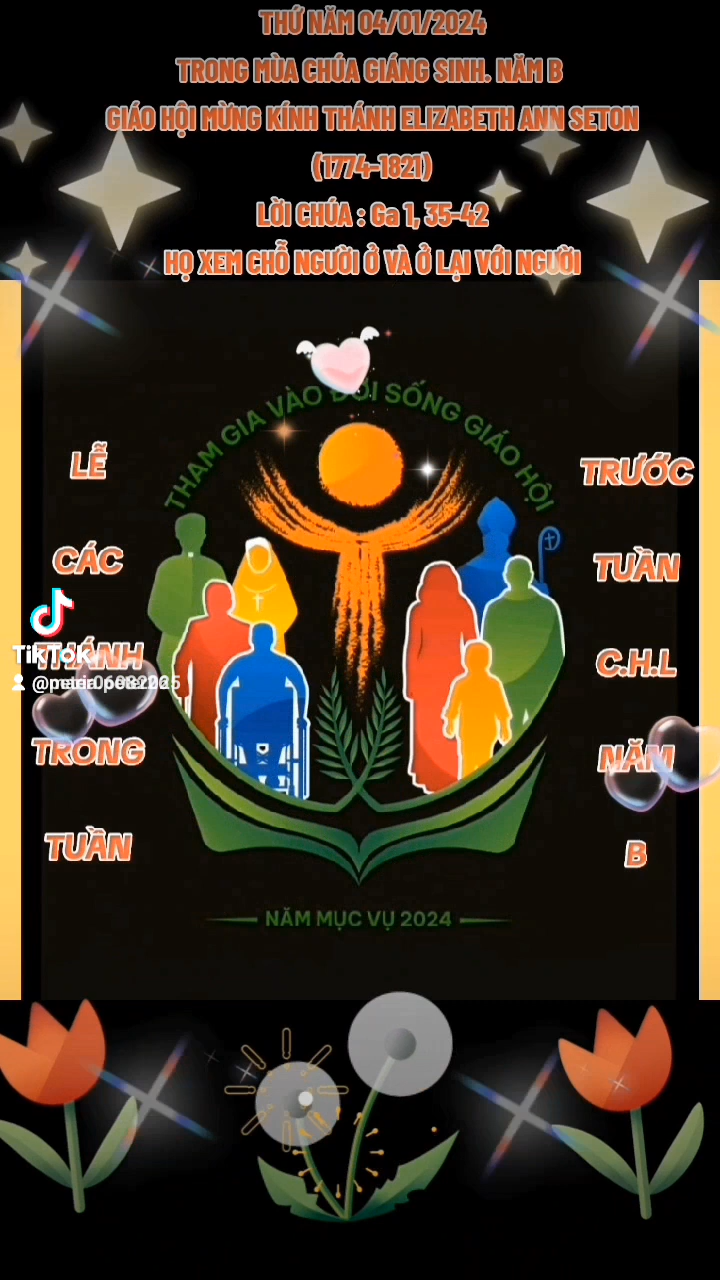 THỨ NĂM 04/01/2024
TRONG MÙA CHÚA GIÁNG SINH. NĂM B
GIÁO HỘI MỪNG KÍNH THÁNH ELIZABETH ANN SETON
(1774-1821)
LỜI CHÚA : Ga 1, 35-42
HỌ XEM CHỖ NGƯỜI Ở VÀ Ở LẠI VỚI NGƯỜI
THAM GIA VÀO ĐỜI SỐNG GIÁO HỘI
LỄ
CÁC
THÁNH
TRONG
TUẦN
TRƯỚC
TUẦN
C.H.L
NĂM
B
TikTok
NĂM MỤC VỤ 2024